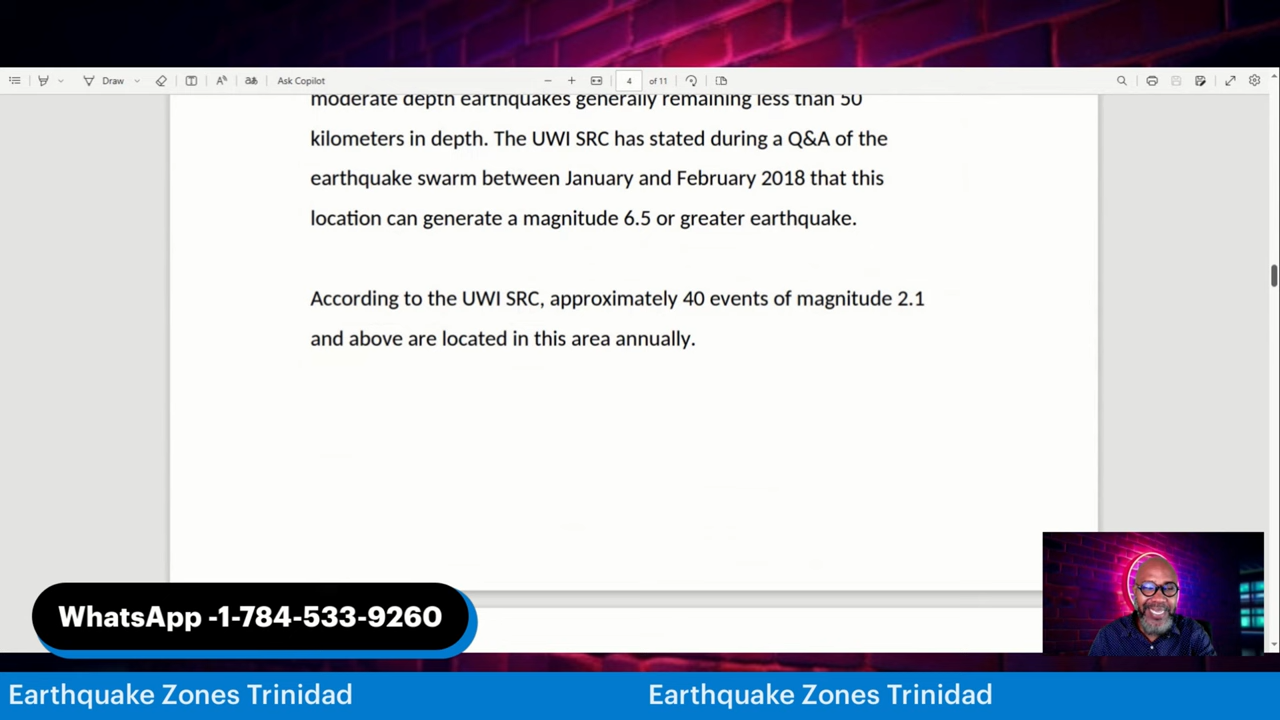 Draw
Ask Copilot
4
of 11
moderate depth earthquakes generally remaining less than 50
kilometers in depth. The UWI SRC has stated during a Q&A of the
earthquake swarm between January and February 2018 that this
location can generate a magnitude 6.5 or greater earthquake.
According to the UWI SRC, approximately 40 events of magnitude 2.1
and above are located in this area annually.
WhatsApp -1-784-533-9260
Earthquake Zones Trinidad
Earthquake Zones Trinidad